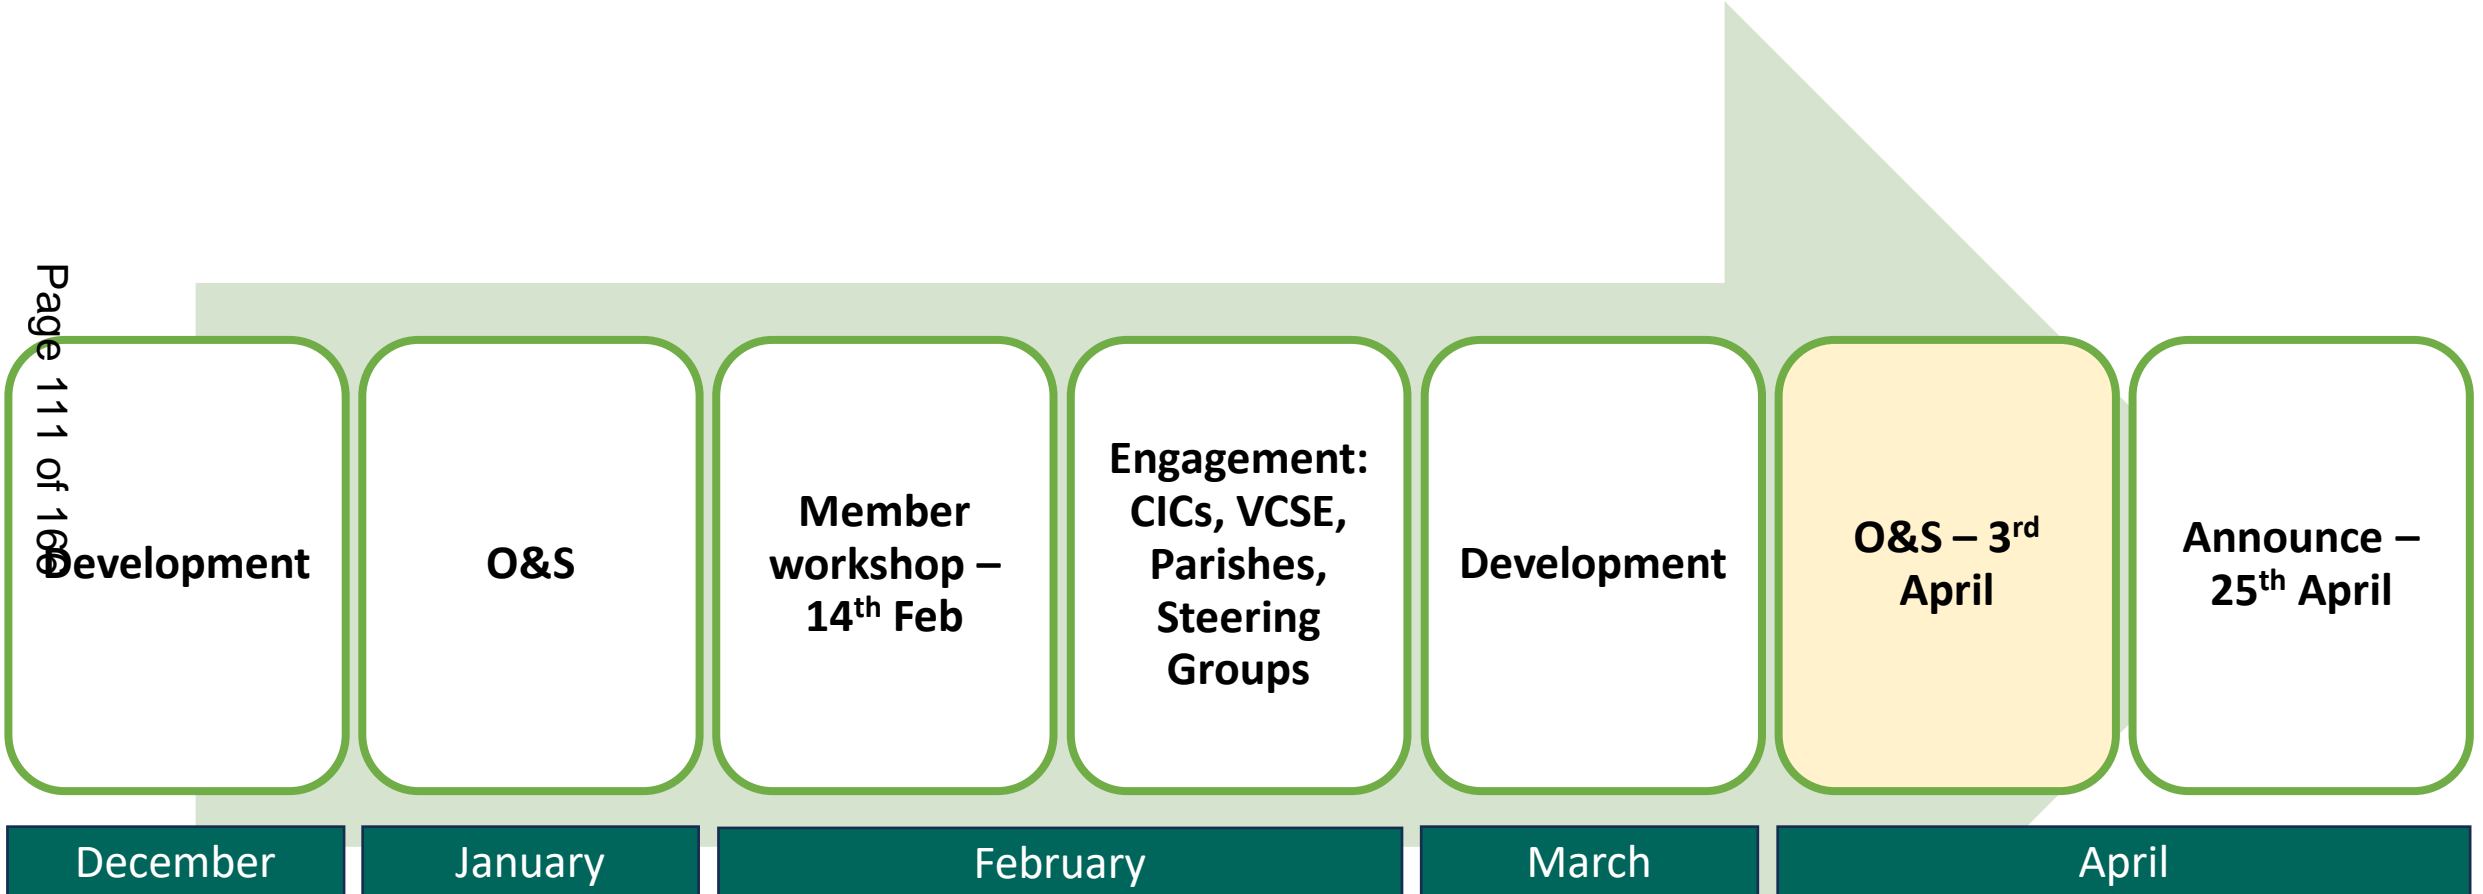 Page 111 of 166
Development
O&S
Member
workshop –
14th Feb
Engagement:
CICs, VCSE,
Parishes,
Steering
Groups
Development
O&S – 3rd
April
Announce –
25th April
December
January
February
March
April